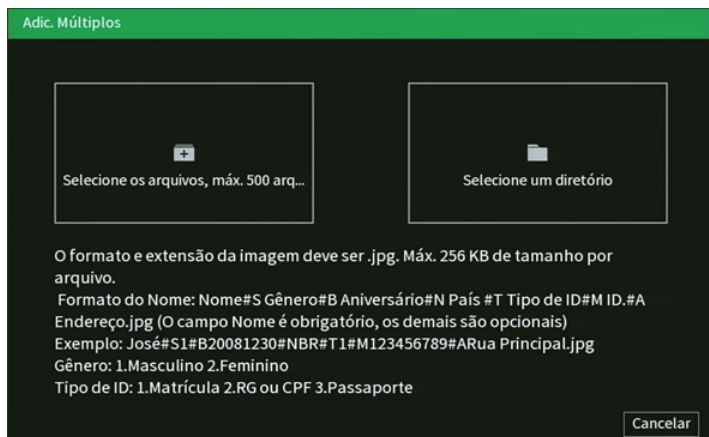 Adic. Múltiplos
Selecione os arquivos, máx. 500 arq...
Selecione um diretório
O formato e extensão da imagem deve ser .jpg. Máx. 256 KB de tamanho por
arquivo.
Formato do Nome: Nome#S Gênero#B Aniversário#N País #T Tipo de ID#M ID.#A
Endereço.jpg (O campo Nome é obrigatório, os demais são opcionais)
Exemplo: José#S1#B20081230#NBR#T1#M123456789#ARua Principal.jpg
Gênero: 1.Masculino 2.Feminino
Tipo de ID: 1.Matrícula 2.RG ou CPF 3.Passaporte
Cancelar